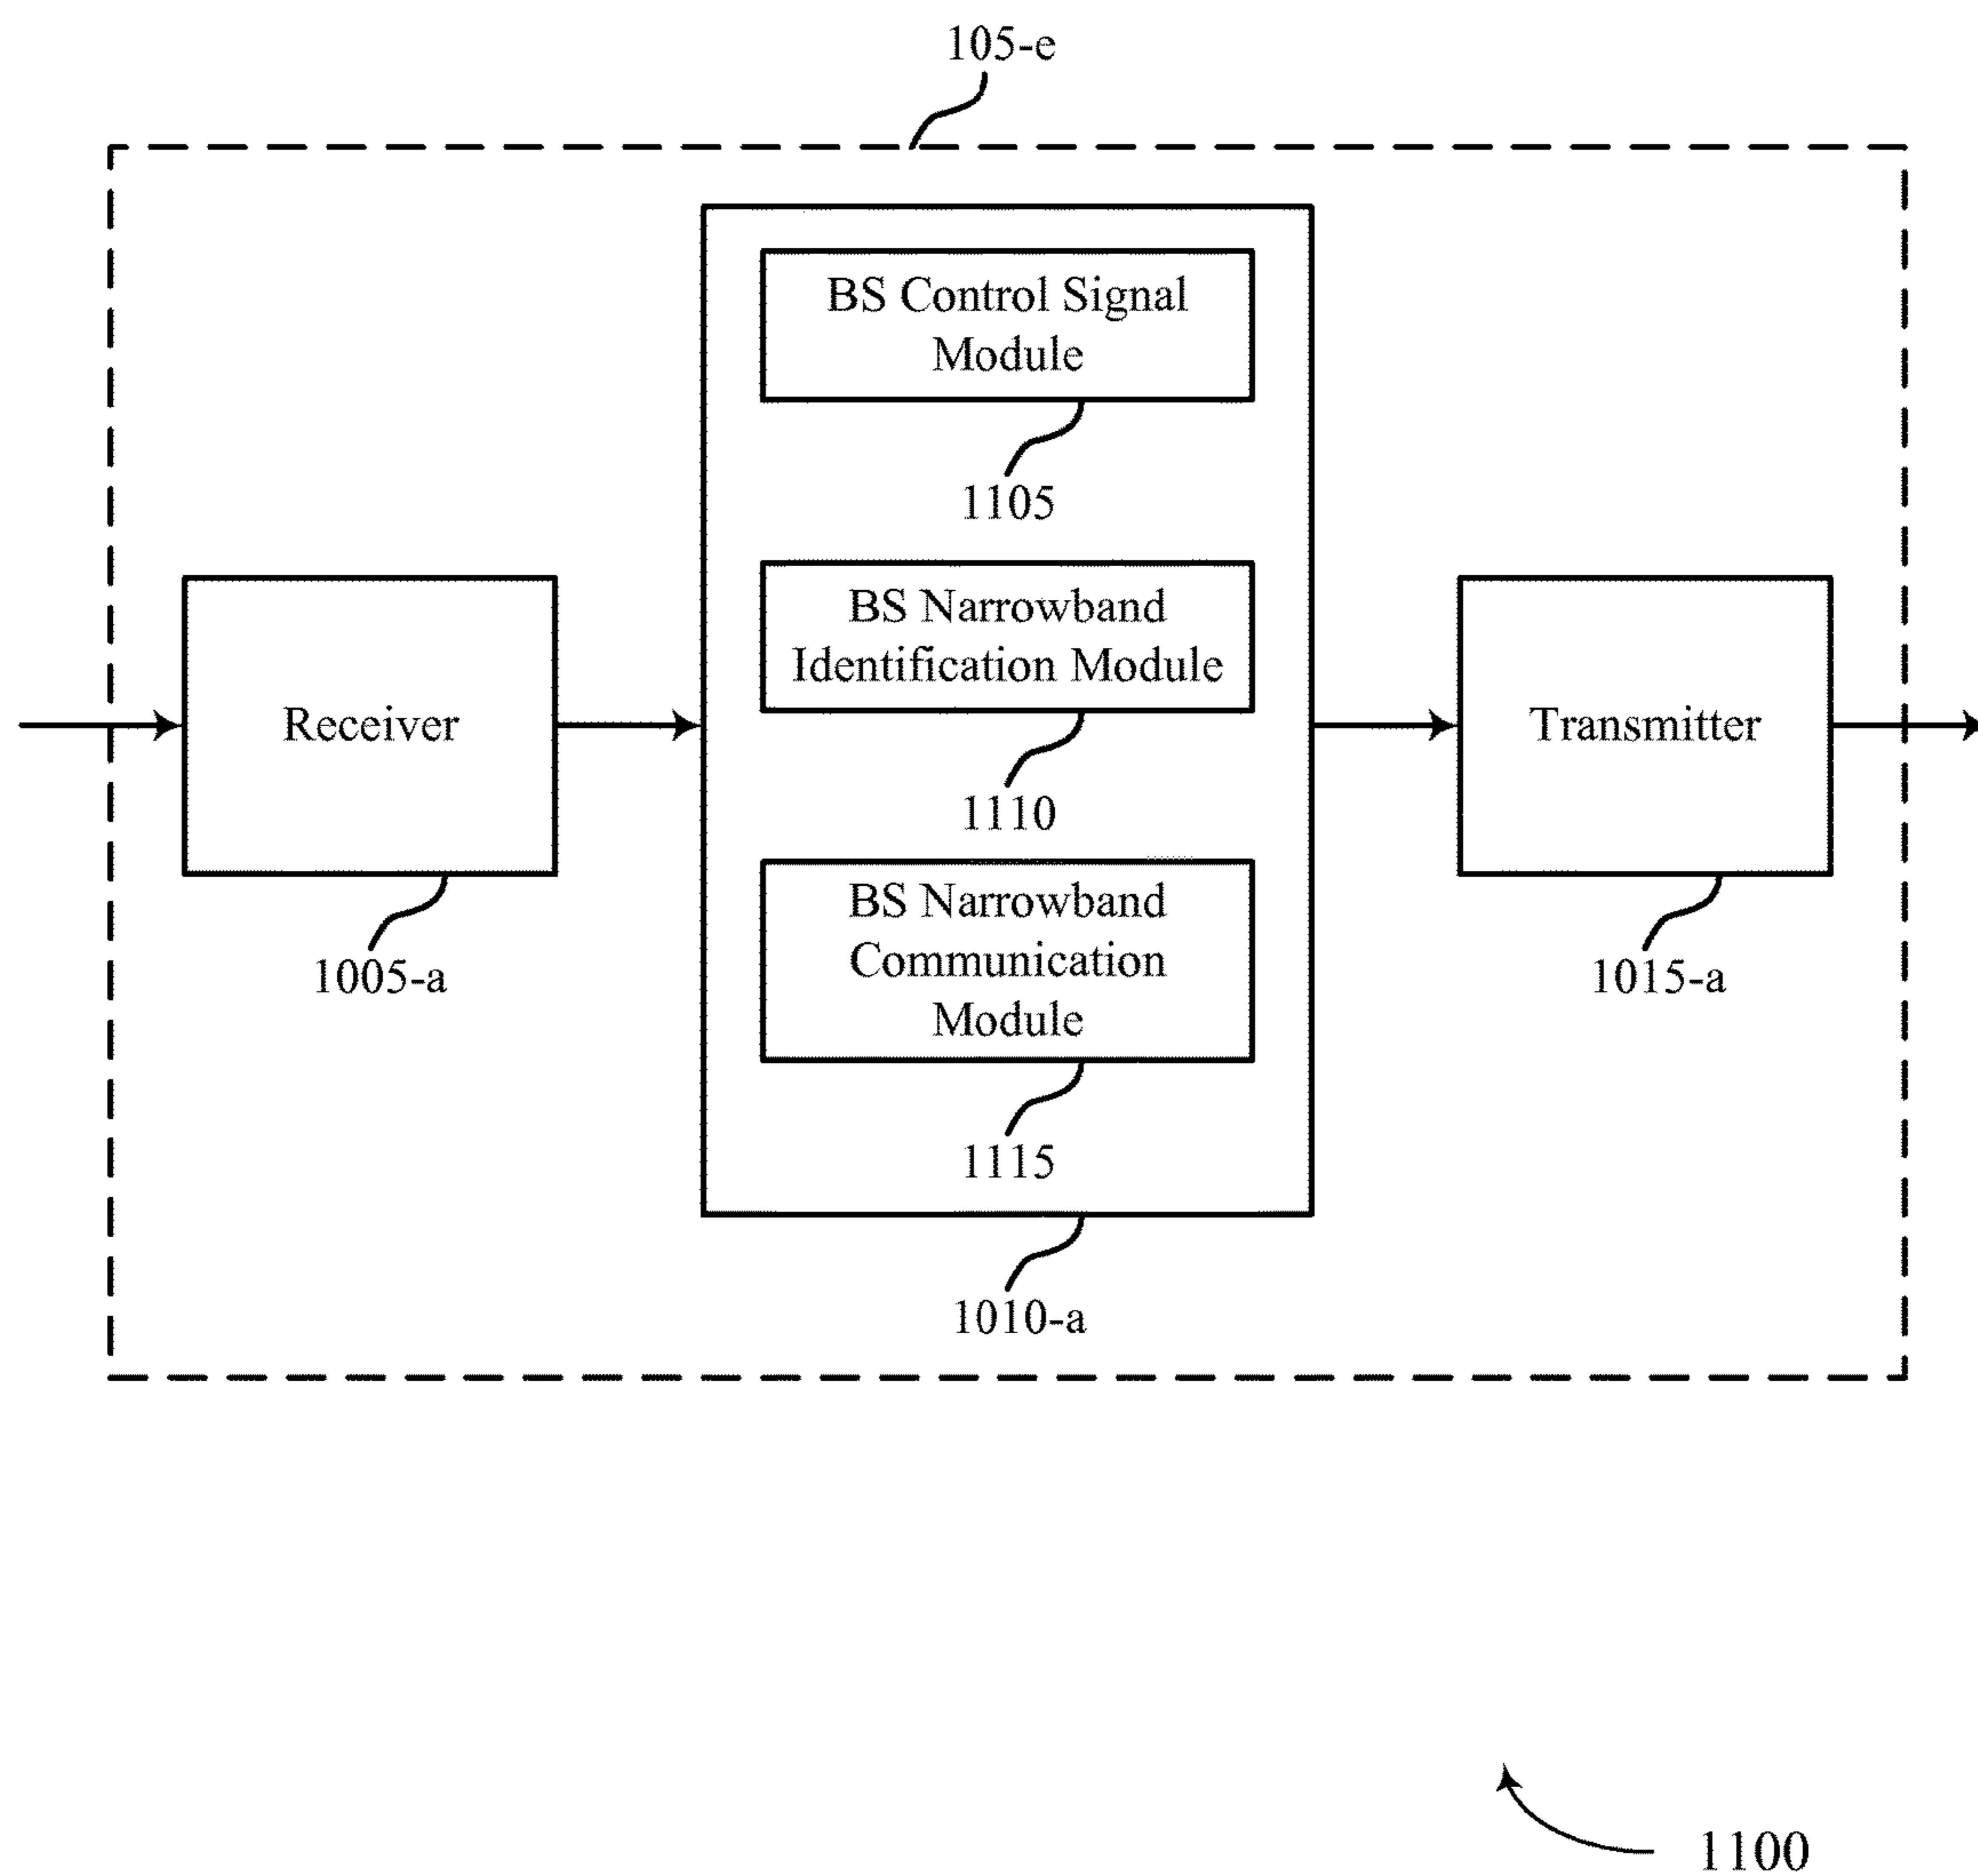 105-e
BS Control Signal
Module
1105
BS Narrowband
Identification Module
1110
BS Narrowband
Communication
Module
1115
1010-a
Receiver
1005-a
Transmitter
1015-a
1100